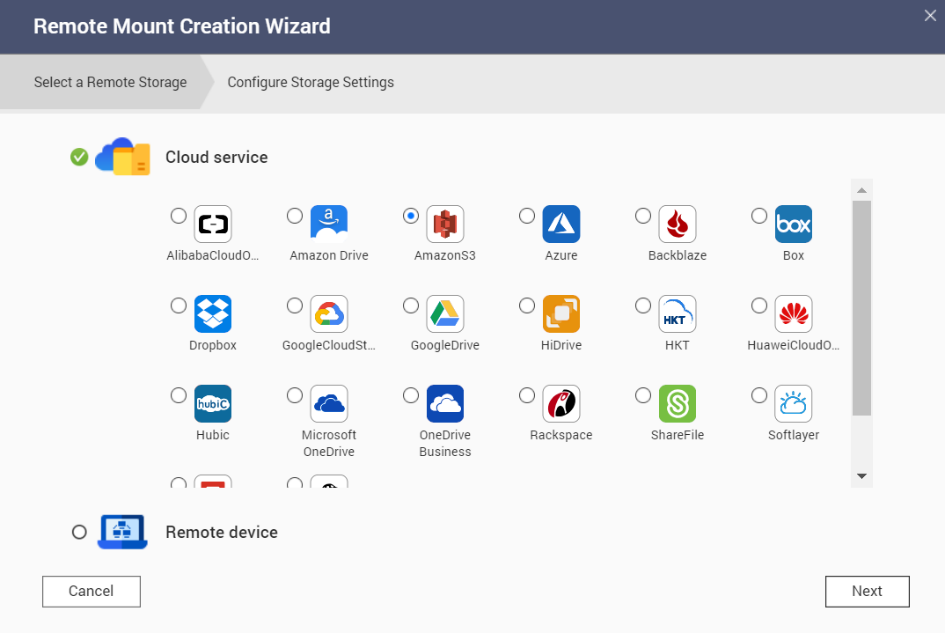 Remote Mount Creation Wizard
Select a Remote Storage
Configure Storage Settings
Cloud service
a
box
AlibabaCloudO...
Amazon Drive
AmazonS3
Azure
Backblaze
Box
HKT
Dropbox
GoogleCloudSt...
GoogleDrive
HiDrive
HKT
HuaweiCloudO...
hubiC
Hubic
Microsoft
OneDrive
OneDrive
Business
Rackspace
ShareFile
Softlayer
Remote device
Cancel
Next